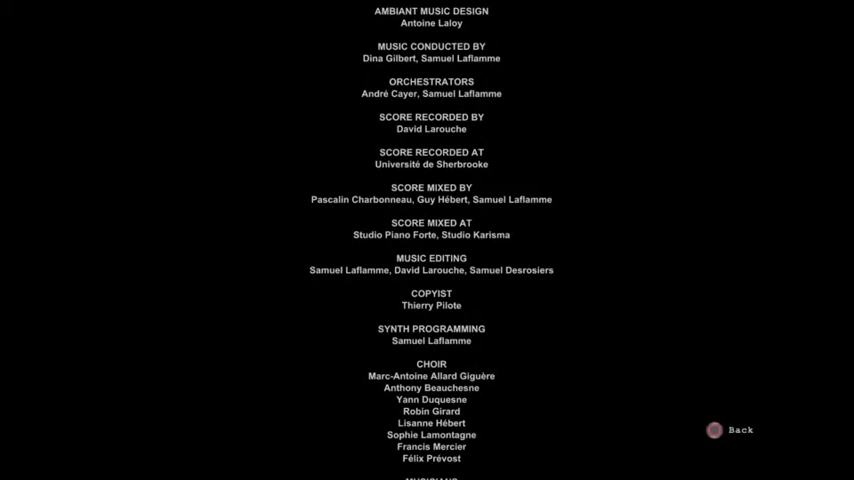 AMBIANT MUSIC DESIGN
Antoine Laloy
MUSIC CONDUCTED BY
Dina Gilbert, Samuel Laflamme
ORCHESTRATORS
André Cayer, Samuel Laflamme
SCORE RECORDED BY
David Larouche
SCORE RECORDED AT
Université de Sherbrooke
SCORE MIXED BY
Pascalin Charbonneau, Guy Hébert, Samuel Laflamme
SCORE MIXED AT
Studio Piano Forte, Studio Karisma
MUSIC EDITING
Samuel Laflamme, David Larouche, Samuel Desrosiers
COPYIST
Thierry Pilote
SYNTH PROGRAMMING
Samuel Laflamme
CHOIR
Marc-Antoine Allard Giguère
Anthony Beauchesne
Yann Duquesne
Robin Girard
Lisanne Hébert
Sophie Lamontagne
Francis Mercier
Félix Prévost
MUSICIANS
Back